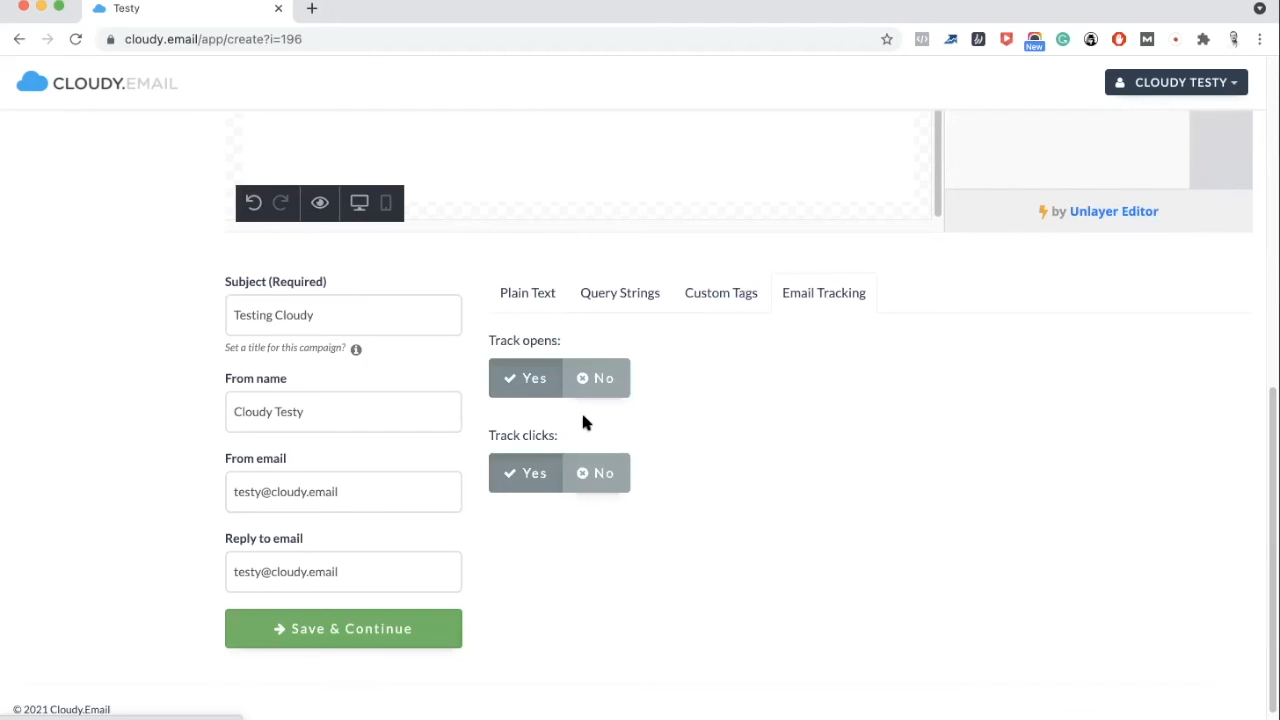 Testy
cloudy.email/app/create?i=196
New
M
CLOUDY.EMAIL
CLOUDY TESTY
by Unlayer Editor
Subject (Required)
Testing Cloudy
Set a title for this campaign?
From name
Cloudy Testy
From email
testy@cloudy.email
Reply to email
testy@cloudy.email
Save & Continue
Plain Text
Query Strings
Custom Tags
Email Tracking
Track opens:
Yes
No
Track clicks:
Yes
No
© 2021 Cloudy.Email